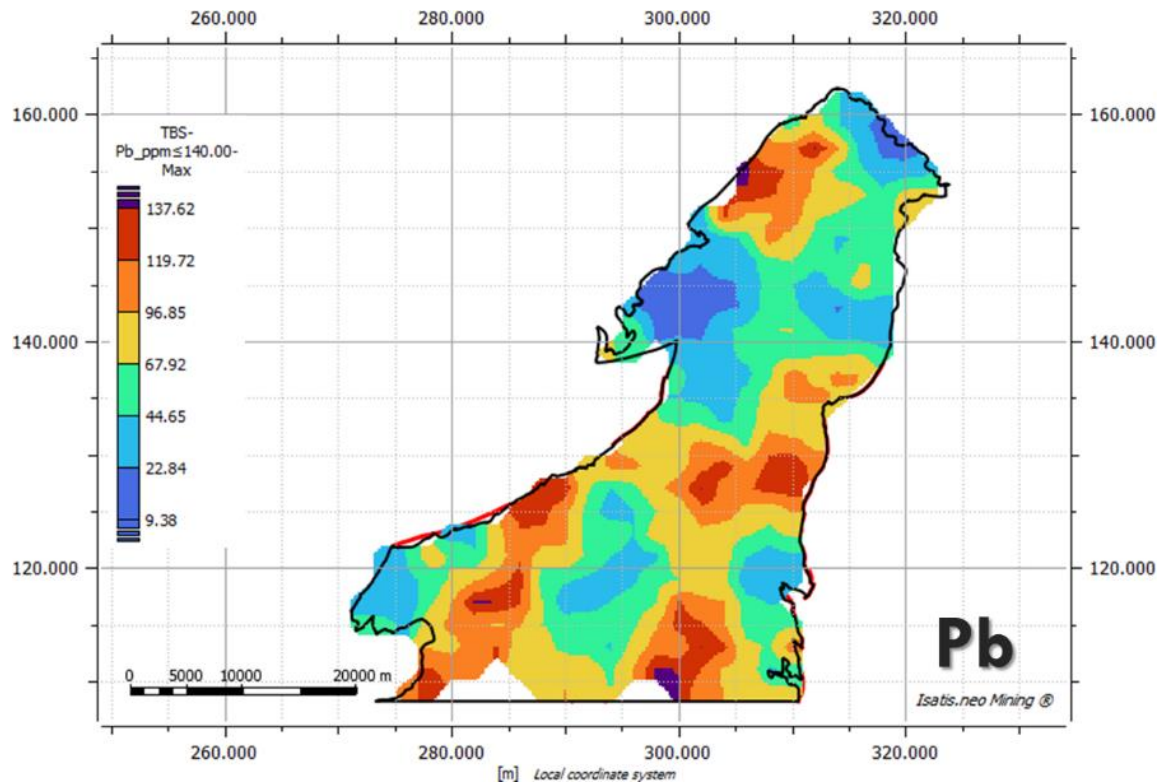 260.000 280.000 300.000 320.000
160.000 160.000
TBS-
Pb_ppm≤140.00-
Max
137.62
119.72
96.85
67.92
44.65
22.84
9.38
140.000 140.000
120.000 120.000
0 5000 10000 20000 m
Pb
Isatis.neo Mining ®
260.000 280.000 300.000 320.000
[m] Local coordinate system